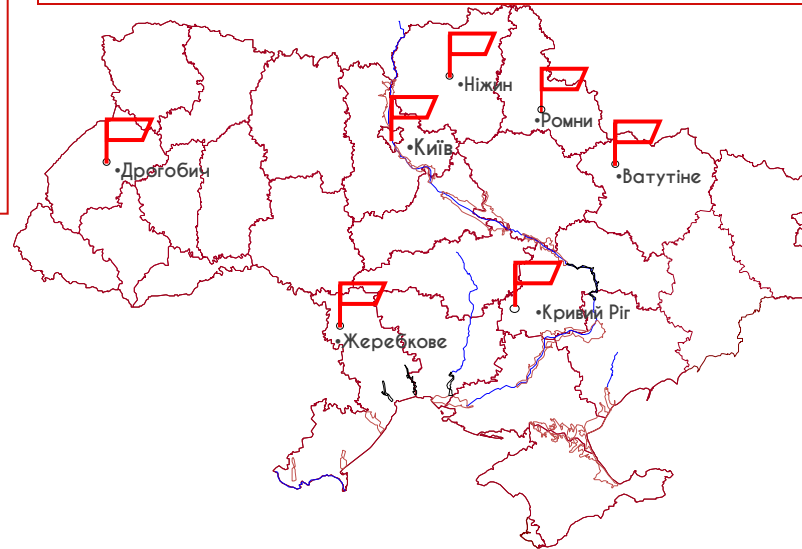 •Ніжин
•Ромни
•Київ
•Дрогобич
•Ватутіне
•Кривий Ріг
•Жеребкове